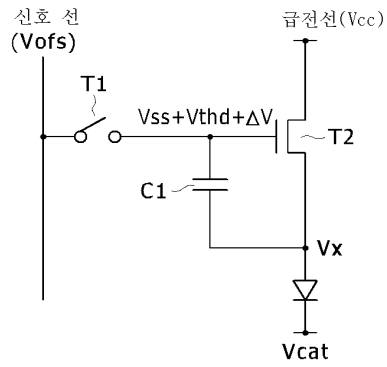 신호 선
(Vofs)
급전선(Vcc)
T1
Vss+Vthd+ΔV
T2
C1
Vx
Vcat